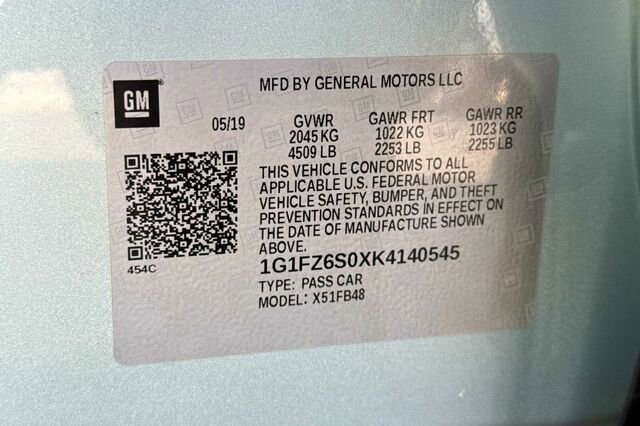 GM
MFD BY GENERAL MOTORS LLC
05/19 GVWR GAWR FRT GAWR RR
2045 KG 1022 KG 1023 KG
4509 LB 2253 LB 2255 LB
THIS VEHICLE CONFORMS TO ALL
APPLICABLE U.S. FEDERAL MOTOR
VEHICLE SAFETY, BUMPER, AND THEFT
PREVENTION STANDARDS IN EFFECT ON
THE DATE OF MANUFACTURE SHOWN
ABOVE.
454C
1G1FZ6S0XK4140545
TYPE: PASS CAR
MODEL: X51FB48